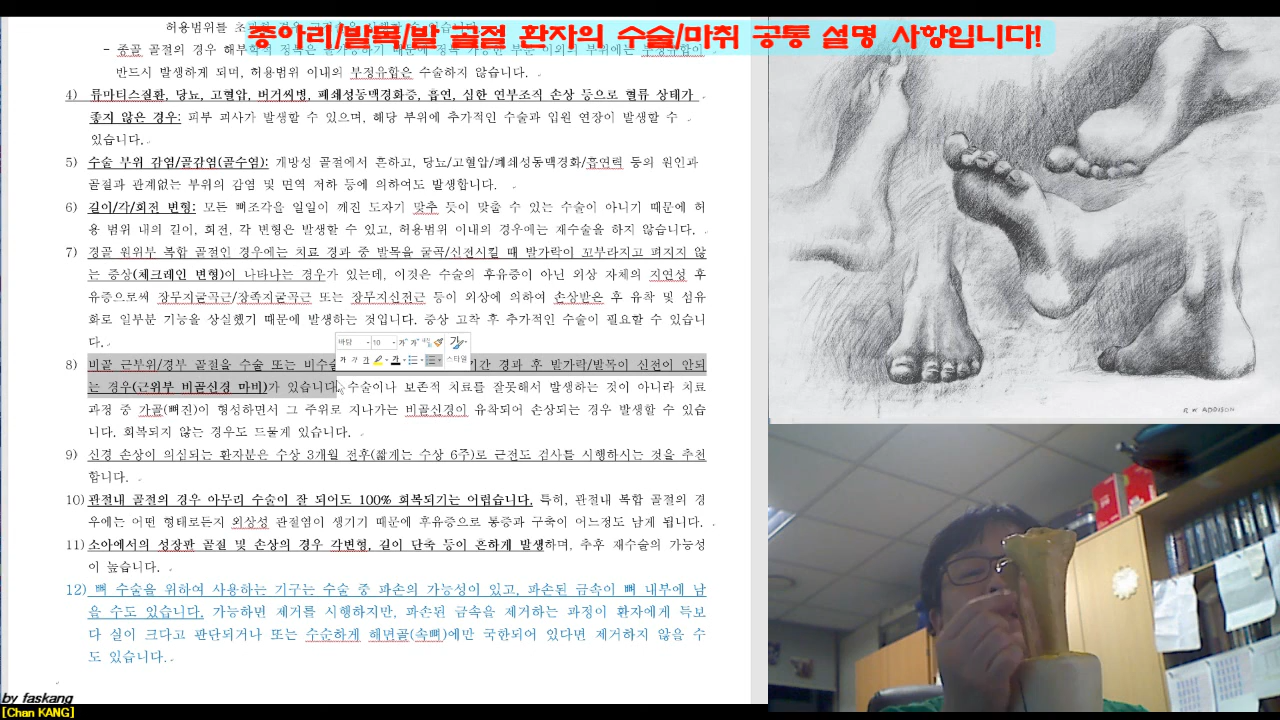 종아리/발목/발 골절 환자의 수술/마취 공통 설명 사항입니다!
허용범위를
- 종골 골절의 경우
반드시 발생하게 되며, 허용범위 이내의 부정유합은 수술하지 않습니다.
4) 류마티스질환, 당뇨, 고혈압, 버거씨병, 폐쇄성동맥경화증, 흡연, 심한 연부조직 손상 등으로 혈류 상태가
좋지 않은 경우: 피부 괴사가 발생할 수 있으며, 해당 부위에 추가적인 수술과 입원 연장이 발생할 수
있습니다.
5) 수술 부위 감염/골감염(골수염): 개방성 골절에서 흔하고, 당뇨/고혈압/폐쇄성동맥경화/흡연력 등의 원인과
골절과 관계없는 부위의 감염 및 면역 저하 등에 의하여도 발생합니다.
6) 길이/각/회전 변형: 모든 뼈조각을 일일이 깨진 도자기 맞추 듯이 맞출 수 있는 수술이 아니기 때문에 허
용 범위 내의 길이, 회전, 각 변형은 발생할 수 있고, 허용범위 이내의 경우에는 재수술을 하지 않습니다.
7) 경골 원위부 복합 골절인 경우에는 치료 경과 중 발목을 굴곡/신전시킬 때 발가락이 꼬부라지고 펴지지 않
는 증상(체크레인 변형)이 나타나는 경우가 있는데, 이것은 수술의 후유증이 아닌 외상 자체의 지연성 후
유증으로써 장무지굴곡근/장족지굴곡근 또는 장무지신전근 등이 외상에 의하여 손상받은 후 유착 및 섬유
화로 일부분 기능을 상실했기 때문에 발생하는 것입니다. 증상 고착 후 추가적인 수술이 필요할 수 있습니
다.
바탕 10 가 가
가 가 가 가 스타일
8) 비골 근부위/경부 골절을 수술 또는 비수술 기간 경과 후 발가락/발목이 신전이 안되
는 경우(근위부 비골신경 마비)가 있습니다. 수술이나 보존적 치료를 잘못해서 발생하는 것이 아니라 치료
과정 중 가골(뼈진)이 형성하면서 그 주위로 지나가는 비골신경이 유착되어 손상되는 경우 발생할 수 있습
니다. 회복되지 않는 경우도 드물게 있습니다.
9) 신경 손상이 의심되는 환자분은 수상 3개월 전후(짧게는 수상 6주)로 근전도 검사를 시행하시는 것을 추천
합니다.
10) 관절내 골절의 경우 아무리 수술이 잘 되어도 100% 회복되기는 어렵습니다. 특히, 관절내 복합 골절의 경
우에는 어떤 형태로든지 외상성 관절염이 생기기 때문에 후유증으로 통증과 구축이 어느정도 남게 됩니다.
11) 소아에서의 성장판 골절 및 손상의 경우 각변형, 길이 단축 등이 흔하게 발생하며, 추후 재수술의 가능성
이 높습니다.
12) 뼈 수술을 위하여 사용하는 기구는 수술 중 파손의 가능성이 있고, 파손된 금속이 뼈 내부에 남
을 수도 있습니다. 가능하면 제거를 시행하지만, 파손된 금속을 제거하는 과정이 환자에게 득보
다 실이 크다고 판단되거나 또는 수순하게 해면골(속뼈)에만 국한되어 있다면 제거하지 않을 수
도 있습니다.
R W ADDISON
by faskang
[Chan KANG]